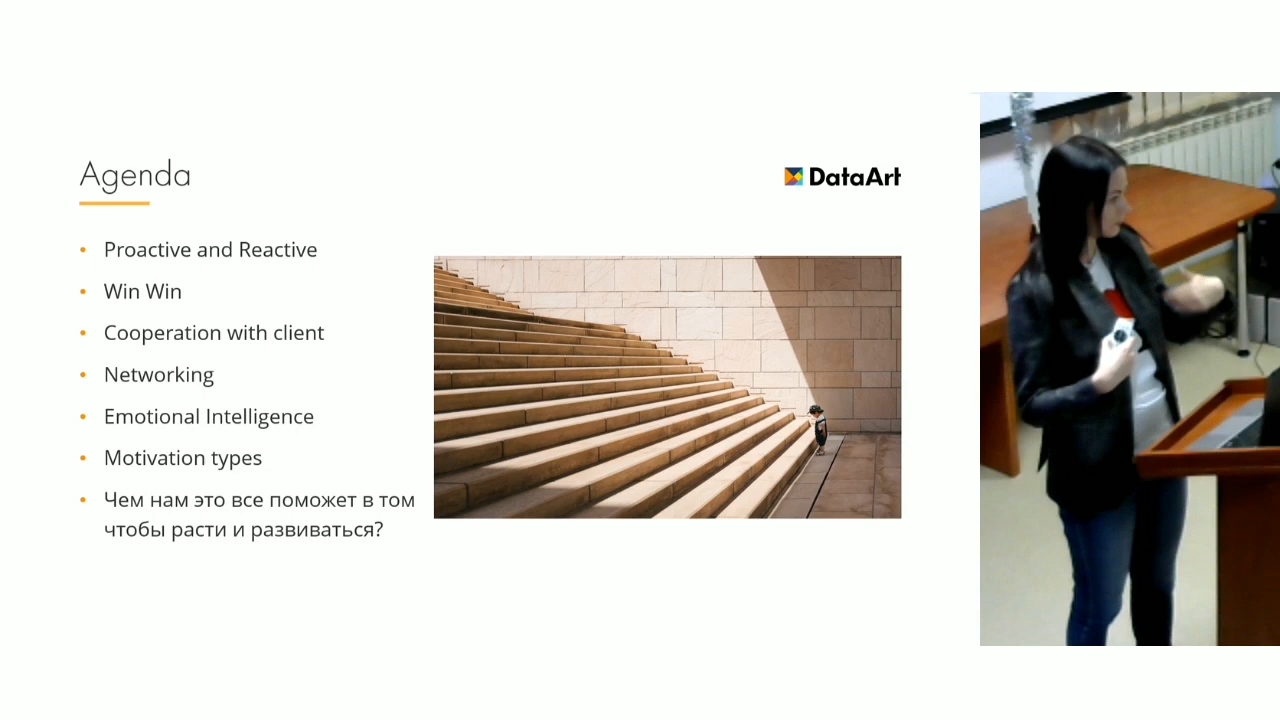 Agenda
DataArt
Proactive and Reactive
Win Win
Cooperation with client
Networking
Emotional Intelligence
Motivation types
Чем нам это все поможет в том
чтобы расти и развиваться?